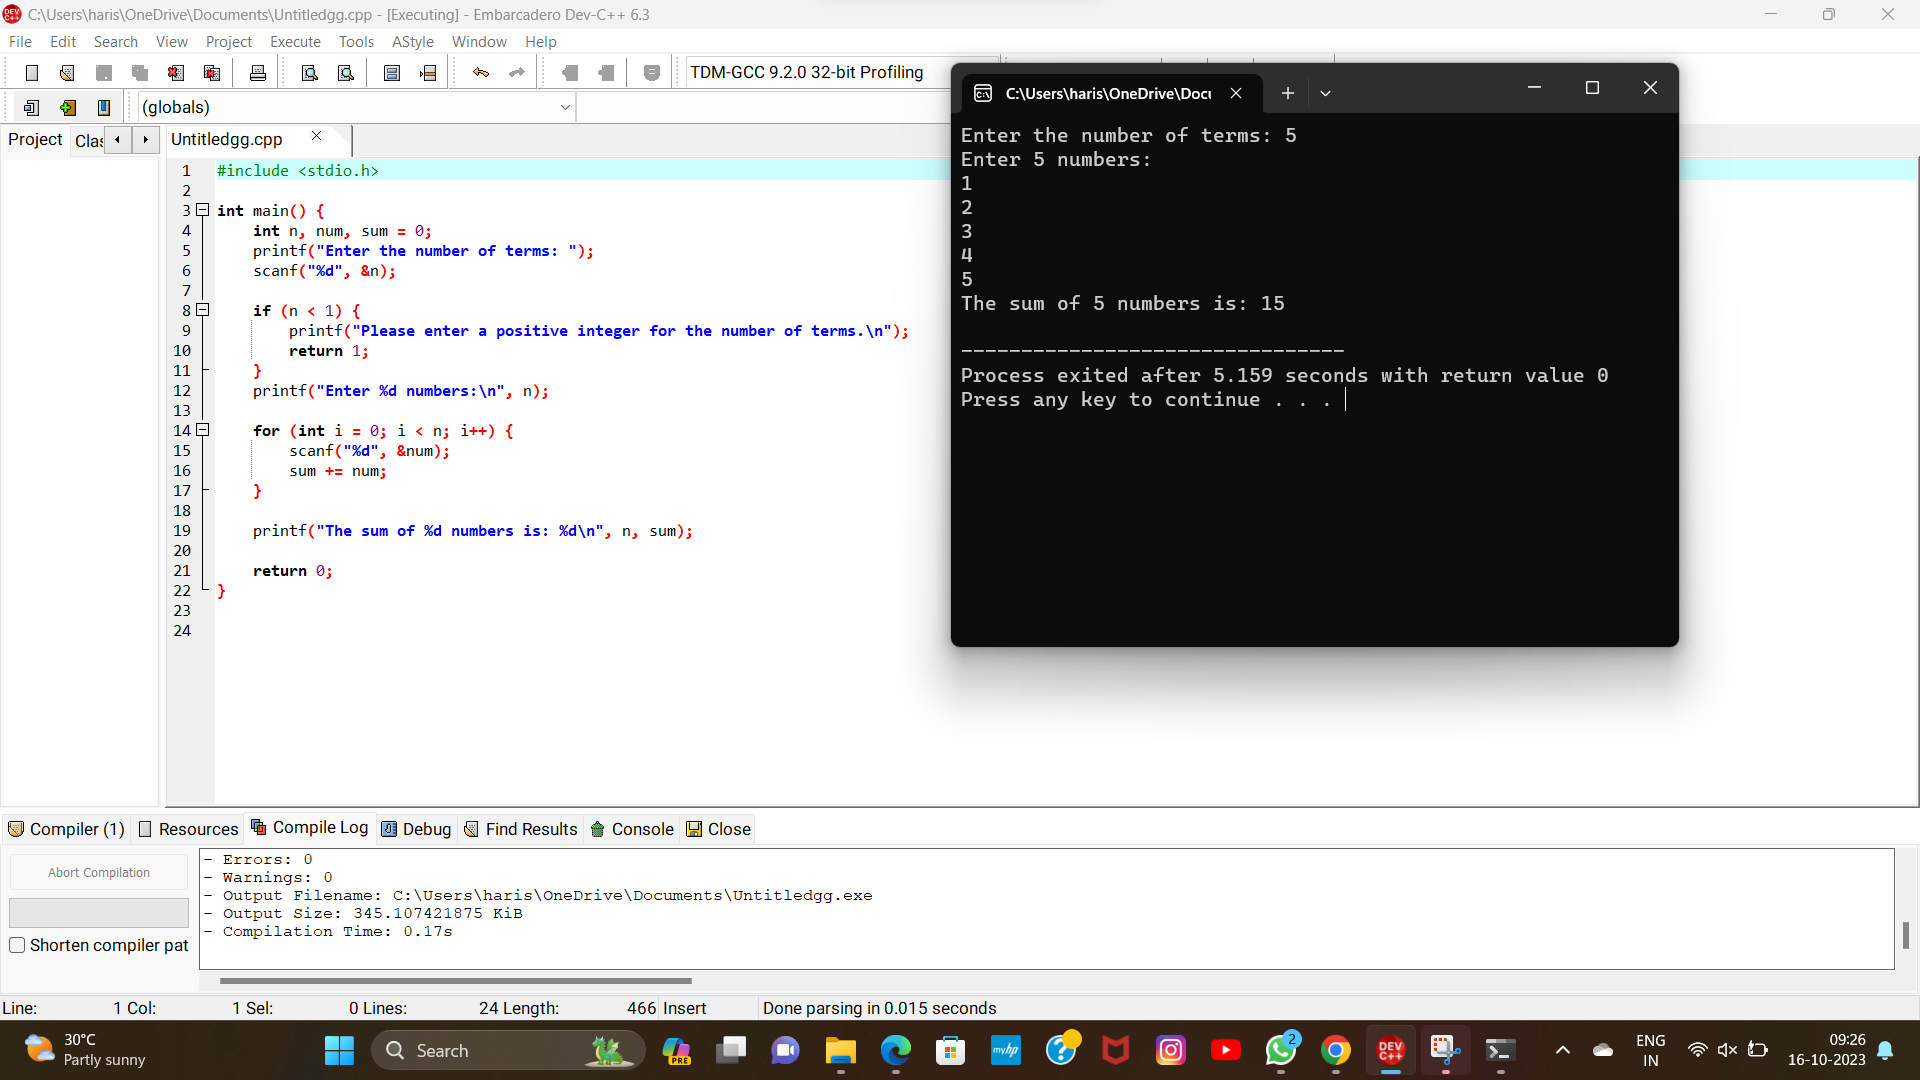 C:\Users\haris\OneDrive\Documents\Untitledgg.cpp - [Executing] - Embarcadero Dev-C++ 6.3
File Edit Search View Project Execute Tools AStyle Window Help
TDM-GCC 9.2.0 32-bit Profiling
(globals)
Project Clas
Untitledgg.cpp
1 #include <stdio.h>
2
3 int main() {
4     int n, num, sum = 0;
5     printf("Enter the number of terms: ");
6     scanf("%d", &n);
7
8     if (n < 1) {
9         printf("Please enter a positive integer for the number of terms.\n");
10         return 1;
11     }
12     printf("Enter %d numbers:\n", n);
13
14     for (int i = 0; i < n; i++) {
15         scanf("%d", &num);
16         sum += num;
17     }
18
19     printf("The sum of %d numbers is: %d\n", n, sum);
20
21     return 0;
22 }
23
24
C:\Users\haris\OneDrive\Docu
Enter the number of terms: 5
Enter 5 numbers:
1
2
3
4
5
The sum of 5 numbers is: 15
--------------------------------
Process exited after 5.159 seconds with return value 0
Press any key to continue . . .
Compiler (1) Resources Compile Log Debug Find Results Console Close
Abort Compilation
Shorten compiler pat
- Errors: 0
- Warnings: 0
- Output Filename: C:\Users\haris\OneDrive\Documents\Untitledgg.exe
- Output Size: 345.107421875 KiB
- Compilation Time: 0.17s
Line: 1 Col: 1 Sel: 0 Lines: 24 Length: 466 Insert Done parsing in 0.015 seconds
30°C
Partly sunny
Search
PRE
myhp
2
DEV
C++
ENG
IN
09:26
16-10-2023